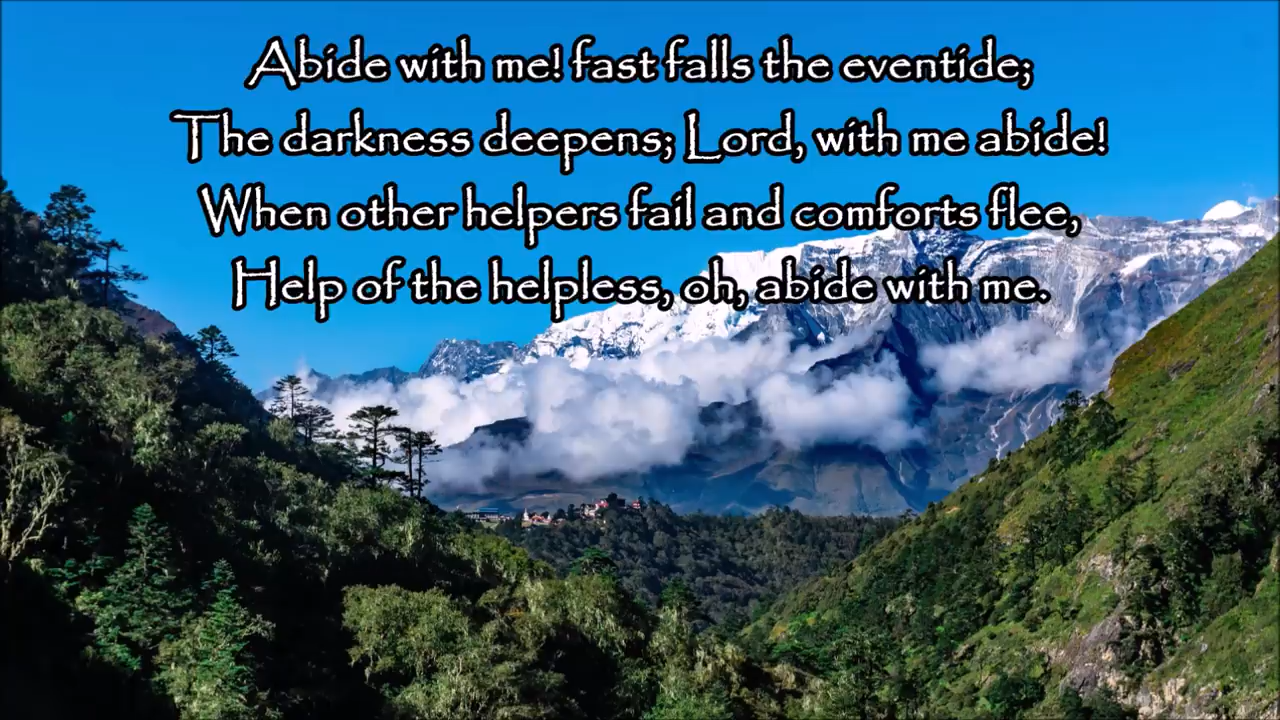 Abide with me! fast falls the eventide;
The darkness deepens; Lord, with me abide!
When other helpers fail and comforts flee,
Help of the helpless, oh, abide with me.